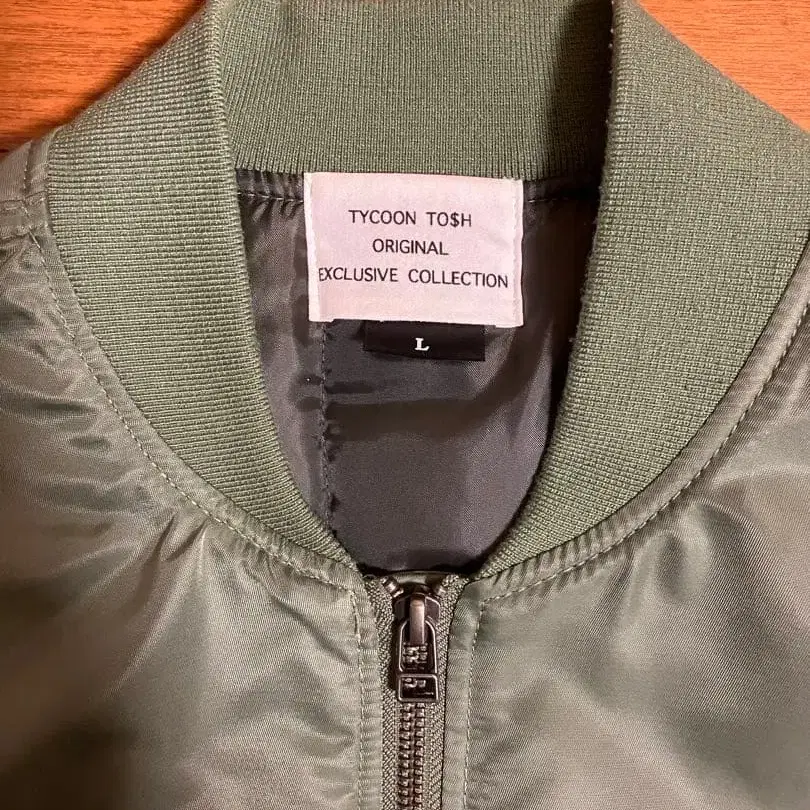 TYCOON TO$H
ORIGINAL
EXCLUSIVE COLLECTION
L